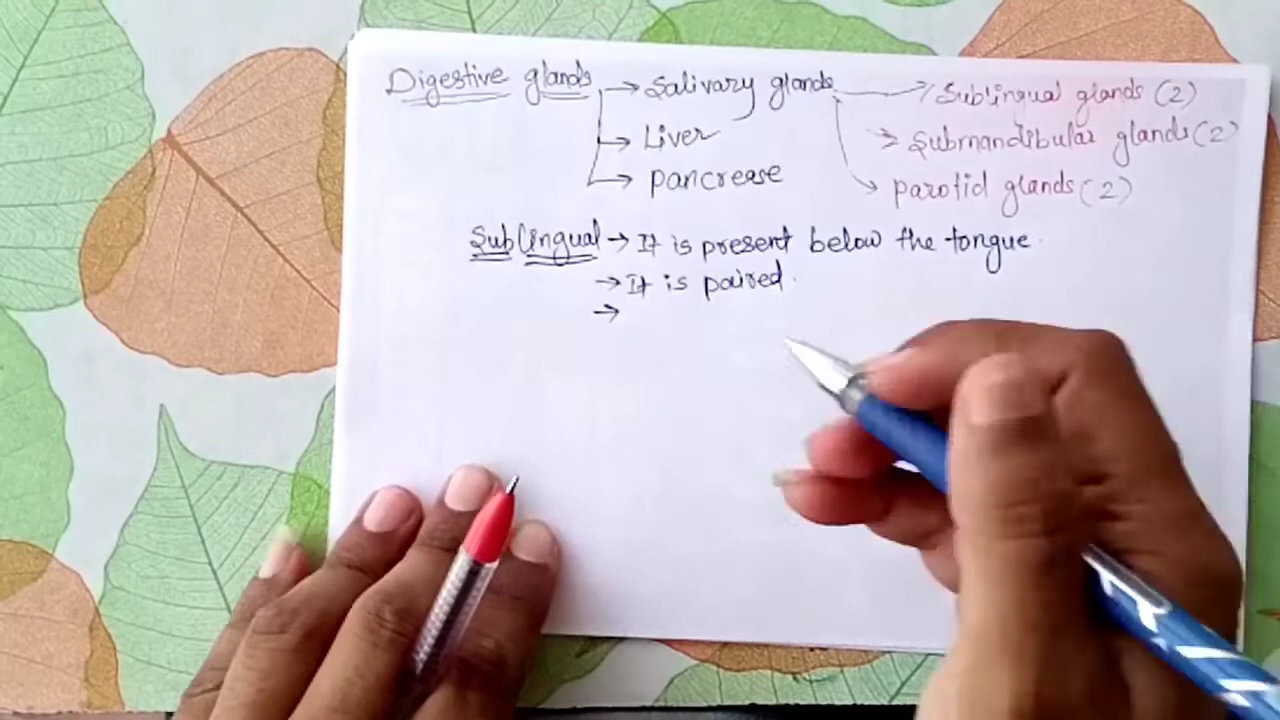 Digestive glands → Salivary glands → Sublingual glands (2)
→ Liver → Submandibular glands (2)
→ pancrease → parotid glands (2)
Sublingual → It is present below the tongue.
→ It is paired.
→